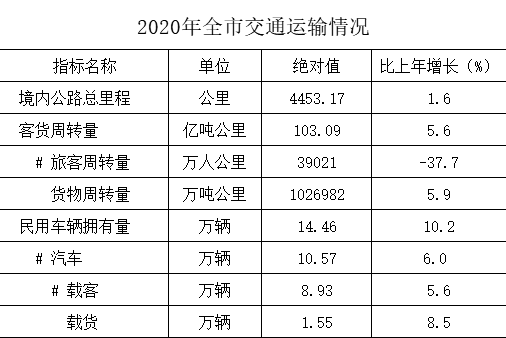 2020年全市交通运输情况
指标名称 单位 绝对值 比上年增长（%）
境内公路总里程 公里 4453.17 1.6
客货周转量 亿吨公里 103.09 5.6
# 旅客周转量 万人公里 39021 -37.7
货物周转量 万吨公里 1026982 5.9
民用车辆拥有量 万辆 14.46 10.2
# 汽车 万辆 10.57 6.0
# 载客 万辆 8.93 5.6
载货 万辆 1.55 8.5